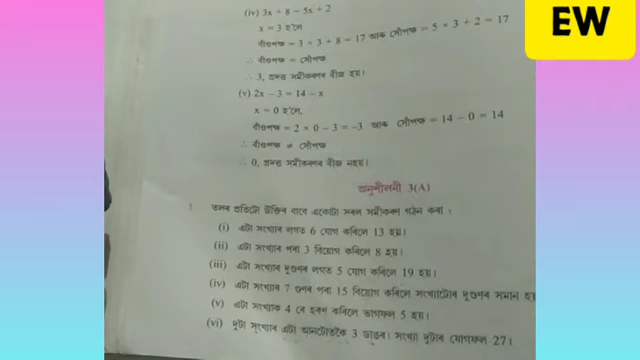 EW
(iv) 3x + 8 = 5x + 2
x = 3 হ'লে
বাঁওপক্ষ = 3 × 3 + 8 = 17 আৰু সোঁপক্ষ = 5 × 3 + 2 = 17
∴ বাঁওপক্ষ = সোঁপক্ষ
∴ 3, প্ৰদত্ত সমীকৰণৰ বীজ হয়।
(v) 2x − 3 = 14 − x
x = 0 হ'লে,
বাঁওপক্ষ = 2 × 0 − 3 = −3 আৰু সোঁপক্ষ = 14 − 0 = 14
∴ বাঁওপক্ষ ≠ সোঁপক্ষ
∴ 0, প্ৰদত্ত সমীকৰণৰ বীজ নহয়।
অনুশীলনী 3(A)
তলৰ প্ৰতিটো উক্তিৰ বাবে একোটা সৰল সমীকৰণ গঠন কৰা :
(i) এটা সংখ্যাৰ লগত 6 যোগ কৰিলে 13 হয়।
(ii) এটা সংখ্যাৰ পৰা 3 বিয়োগ কৰিলে 8 হয়।
(iii) এটা সংখ্যাৰ দুগুণৰ লগত 5 যোগ কৰিলে 19 হয়।
(iv) এটা সংখ্যাৰ 7 গুণৰ পৰা 15 বিয়োগ কৰিলে সংখ্যাটোৰ দুগুণৰ সমান হয়
(v) এটা সংখ্যাক 4 ৰে হৰণ কৰিলে ভাগফল 5 হয়।
(vi) দুটা সংখ্যাৰ এটা আনটোতকৈ 3 ডাঙৰ। সংখ্যা দুটাৰ যোগফল 27।